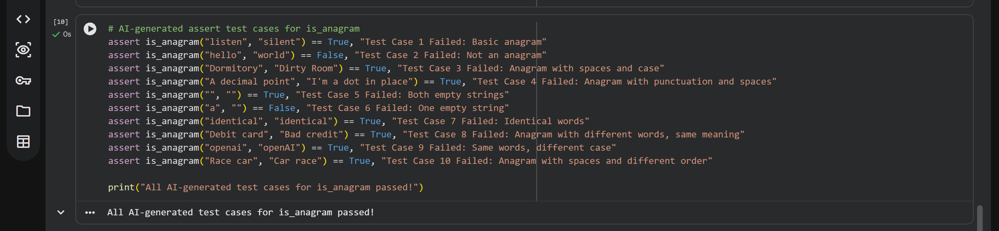 [10]
0s
# AI-generated assert test cases for is_anagram
assert is_anagram("listen", "silent") == True, "Test Case 1 Failed: Basic anagram"
assert is_anagram("hello", "world") == False, "Test Case 2 Failed: Not an anagram"
assert is_anagram("Dormitory", "Dirty Room") == True, "Test Case 3 Failed: Anagram with spaces and case"
assert is_anagram("A decimal point", "I'm a dot in place") == True, "Test Case 4 Failed: Anagram with punctuation and spaces"
assert is_anagram("", "") == True, "Test Case 5 Failed: Both empty strings"
assert is_anagram("a", "") == False, "Test Case 6 Failed: One empty string"
assert is_anagram("identical", "identical") == True, "Test Case 7 Failed: Identical words"
assert is_anagram("Debit card", "Bad credit") == True, "Test Case 8 Failed: Anagram with different words, same meaning"
assert is_anagram("openai", "openAI") == True, "Test Case 9 Failed: Same words, different case"
assert is_anagram("Race car", "Car race") == True, "Test Case 10 Failed: Anagram with spaces and different order"
print("All AI-generated test cases for is_anagram passed!")
All AI-generated test cases for is_anagram passed!